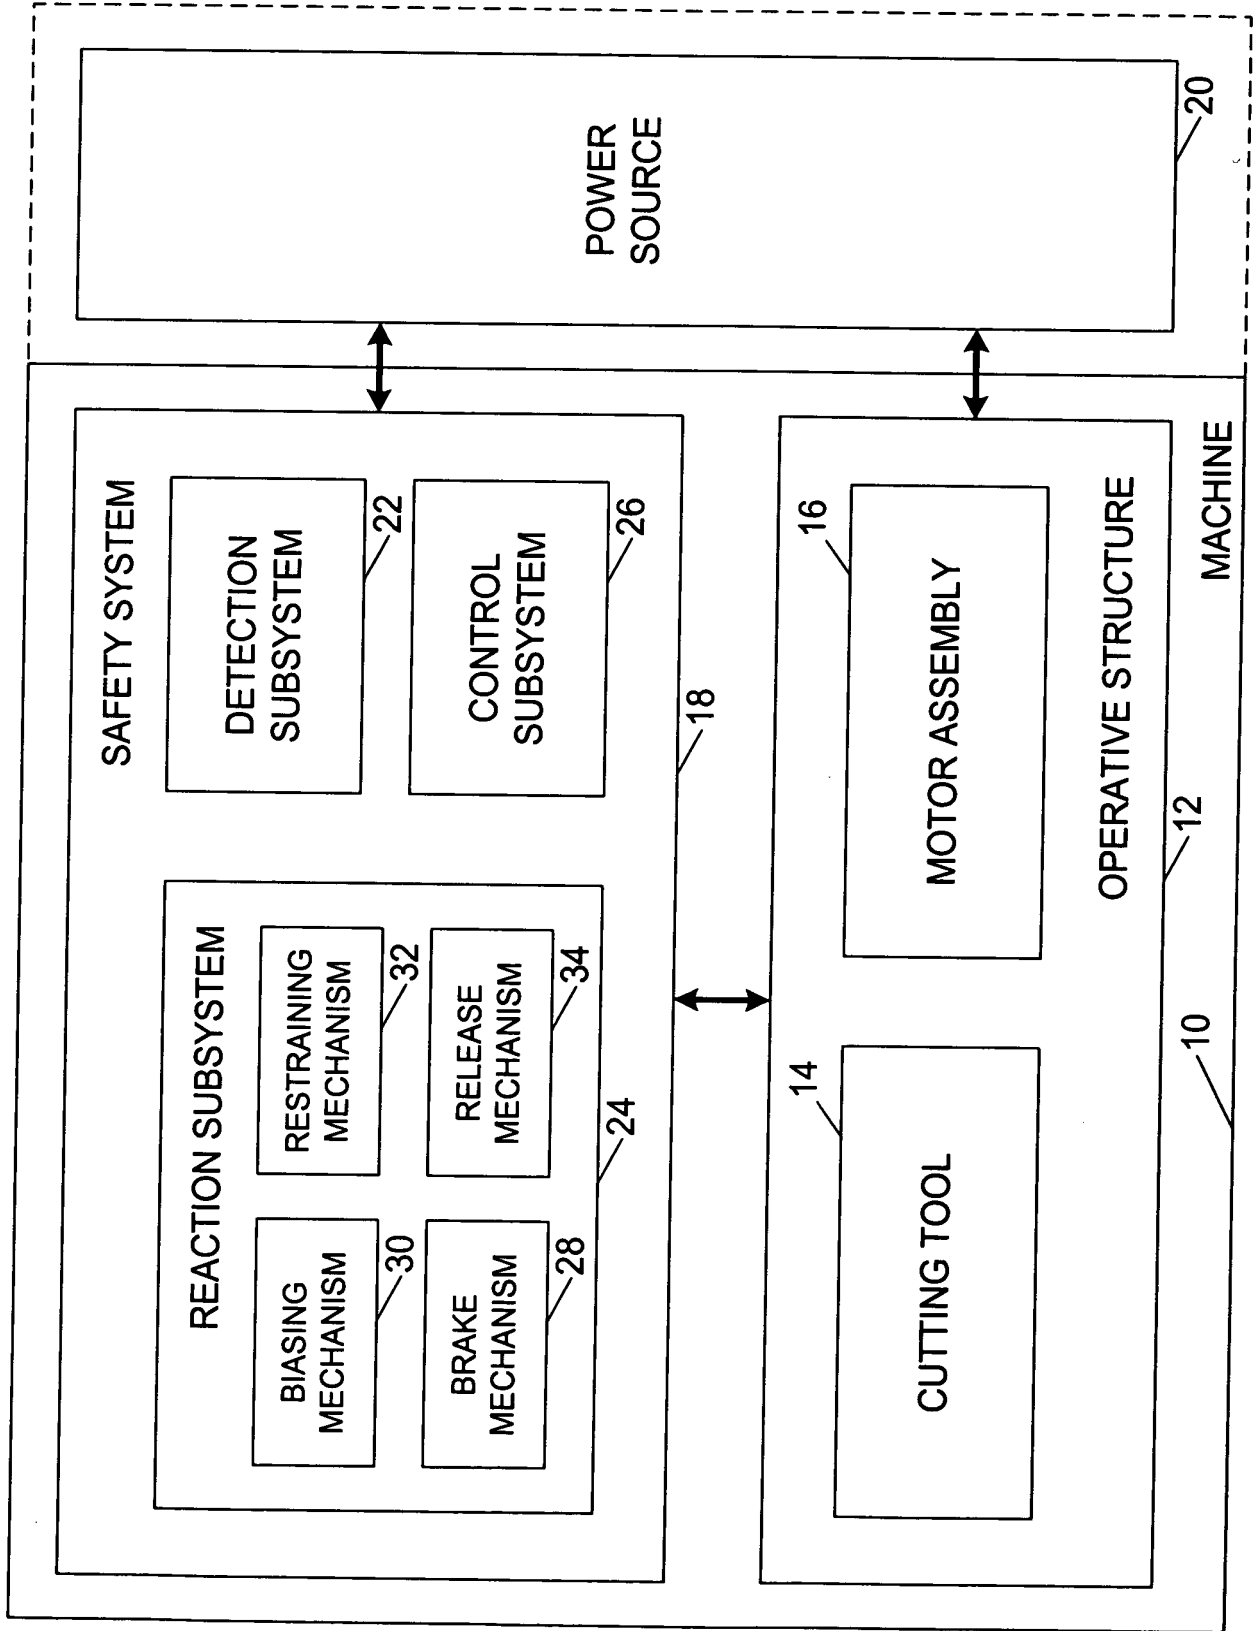 MACHINE
10
SAFETY SYSTEM
18
REACTION SUBSYSTEM
24
BIASING
MECHANISM
30
RESTRAINING
MECHANISM
32
BRAKE
MECHANISM
28
RELEASE
MECHANISM
34
DETECTION
SUBSYSTEM
22
CONTROL
SUBSYSTEM
26
14
CUTTING TOOL
16
MOTOR ASSEMBLY
OPERATIVE STRUCTURE
12
POWER
SOURCE
20